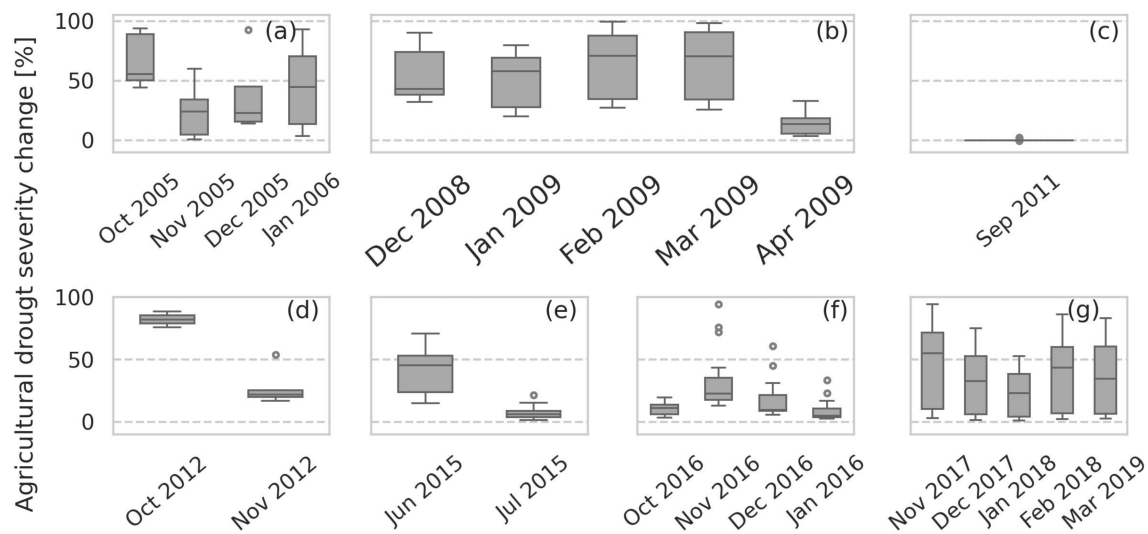 Agricultural drougt severity change [%]
100
50
0
(a)
(b)
(c)
Oct 2005
Nov 2005
Dec 2005
Jan 2006
Dec 2008
Jan 2009
Feb 2009
Mar 2009
Apr 2009
Sep 2011
100
50
0
(d)
(e)
(f)
(g)
Oct 2012
Nov 2012
Jun 2015
Jul 2015
Oct 2016
Nov 2016
Dec 2016
Jan 2016
Nov 2017
Dec 2017
Jan 2018
Feb 2018
Mar 2019